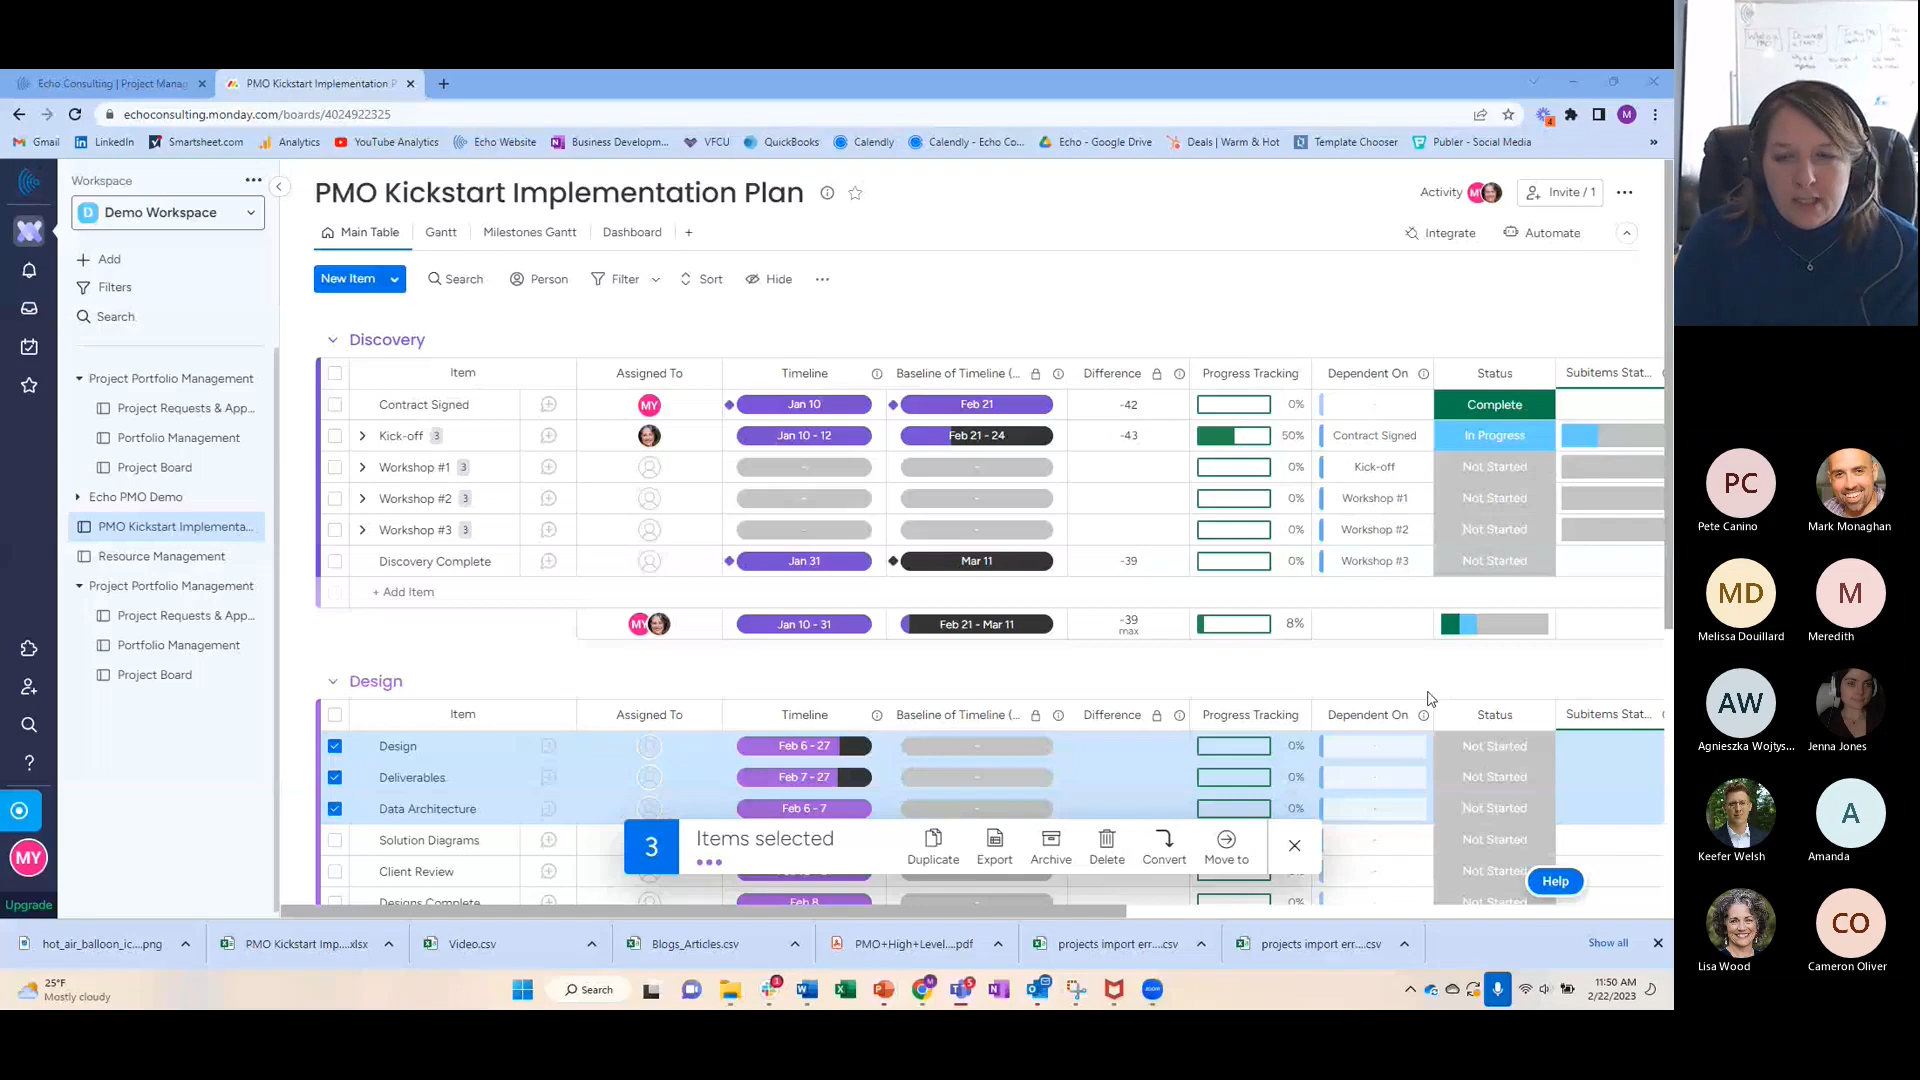 Echo Consulting | Project Manag
PMO Kickstart Implementation P
echoconsulting.monday.com/boards/4024922325
Gmail LinkedIn Smartsheet.com Analytics YouTube Analytics Echo Website Business Developm... VFCU QuickBooks Calendly Calendly - Echo Co... Echo - Google Drive Deals | Warm & Hot Template Chooser Publer - Social Media »
Workspace
D Demo Workspace
Add
Filters
Search
Project Portfolio Management
Project Requests & App...
Portfolio Management
Project Board
Echo PMO Demo
PMO Kickstart Implementa...
Resource Management
Project Portfolio Management
Project Requests & App...
Portfolio Management
Project Board
MY
Upgrade
PMO Kickstart Implementation Plan
Activity MY Invite / 1
Main Table Gantt Milestones Gantt Dashboard +
Integrate Automate
New Item Search Person Filter Sort Hide
Discovery
Item Assigned To Timeline Baseline of Timeline (... Difference Progress Tracking Dependent On Status Subitems Stat...
Contract Signed MY Jan 10 Feb 21 -42 0% - Complete
Kick-off 3 Jan 10 - 12 Feb 21 - 24 -43 50% Contract Signed In Progress
Workshop #1 3 - - 0% Kick-off Not Started
Workshop #2 3 - - 0% Workshop #1 Not Started
Workshop #3 3 - - 0% Workshop #2 Not Started
Discovery Complete Jan 31 Mar 11 -39 0% Workshop #3 Not Started
+ Add Item
MY Jan 10 - 31 Feb 21 - Mar 11 -39 max 8%
Design
Item Assigned To Timeline Baseline of Timeline (... Difference Progress Tracking Dependent On Status Subitems Stat...
Design Feb 6 - 27 - 0% - Not Started
Deliverables Feb 7 - 27 - 0% - Not Started
Data Architecture Feb 6 - 7 - 0% - Not Started
Solution Diagrams Not Started
Client Review Not Started
Designs Complete Feb 8 0% Not Started
3 Items selected
Duplicate Export Archive Delete Convert Move to
Help
hot_air_balloon_ic....png PMO Kickstart Imp....xlsx Video.csv Blogs_Articles.csv PMO+High+Level....pdf projects import err....csv projects import err....csv Show all
25°F
Mostly cloudy
Search
11:50 AM
2/22/2023
PC
Pete Canino
Mark Monaghan
MD
Melissa Douillard
M
Meredith
AW
Agnieszka Wojtys...
Jenna Jones
Keefer Welsh
A
Amanda
Lisa Wood
CO
Cameron Oliver